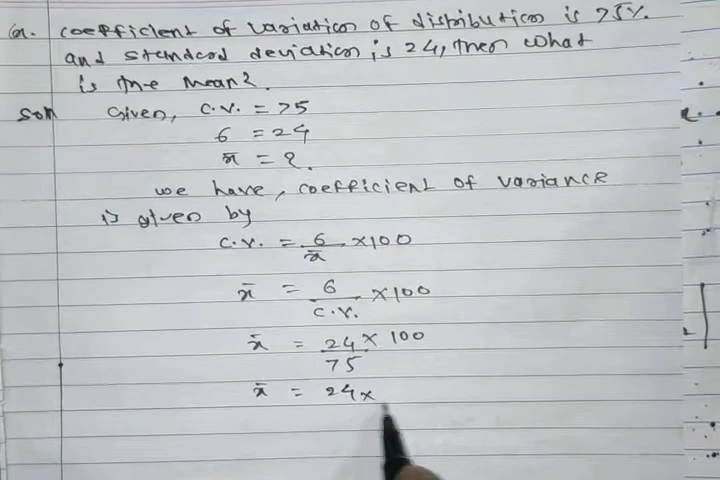 Q. coefficient of variation of distribution is 75%.
and standard deviation is 24, then what
is the mean?
Solⁿ Given, C.V. = 75
σ = 24
x̄ = ?
we have, coefficient of variance
is given by
C.V. = σ/x̄ × 100
x̄ = σ/C.V. × 100
x̄ = 24 × 100/75
x̄ = 24 ×